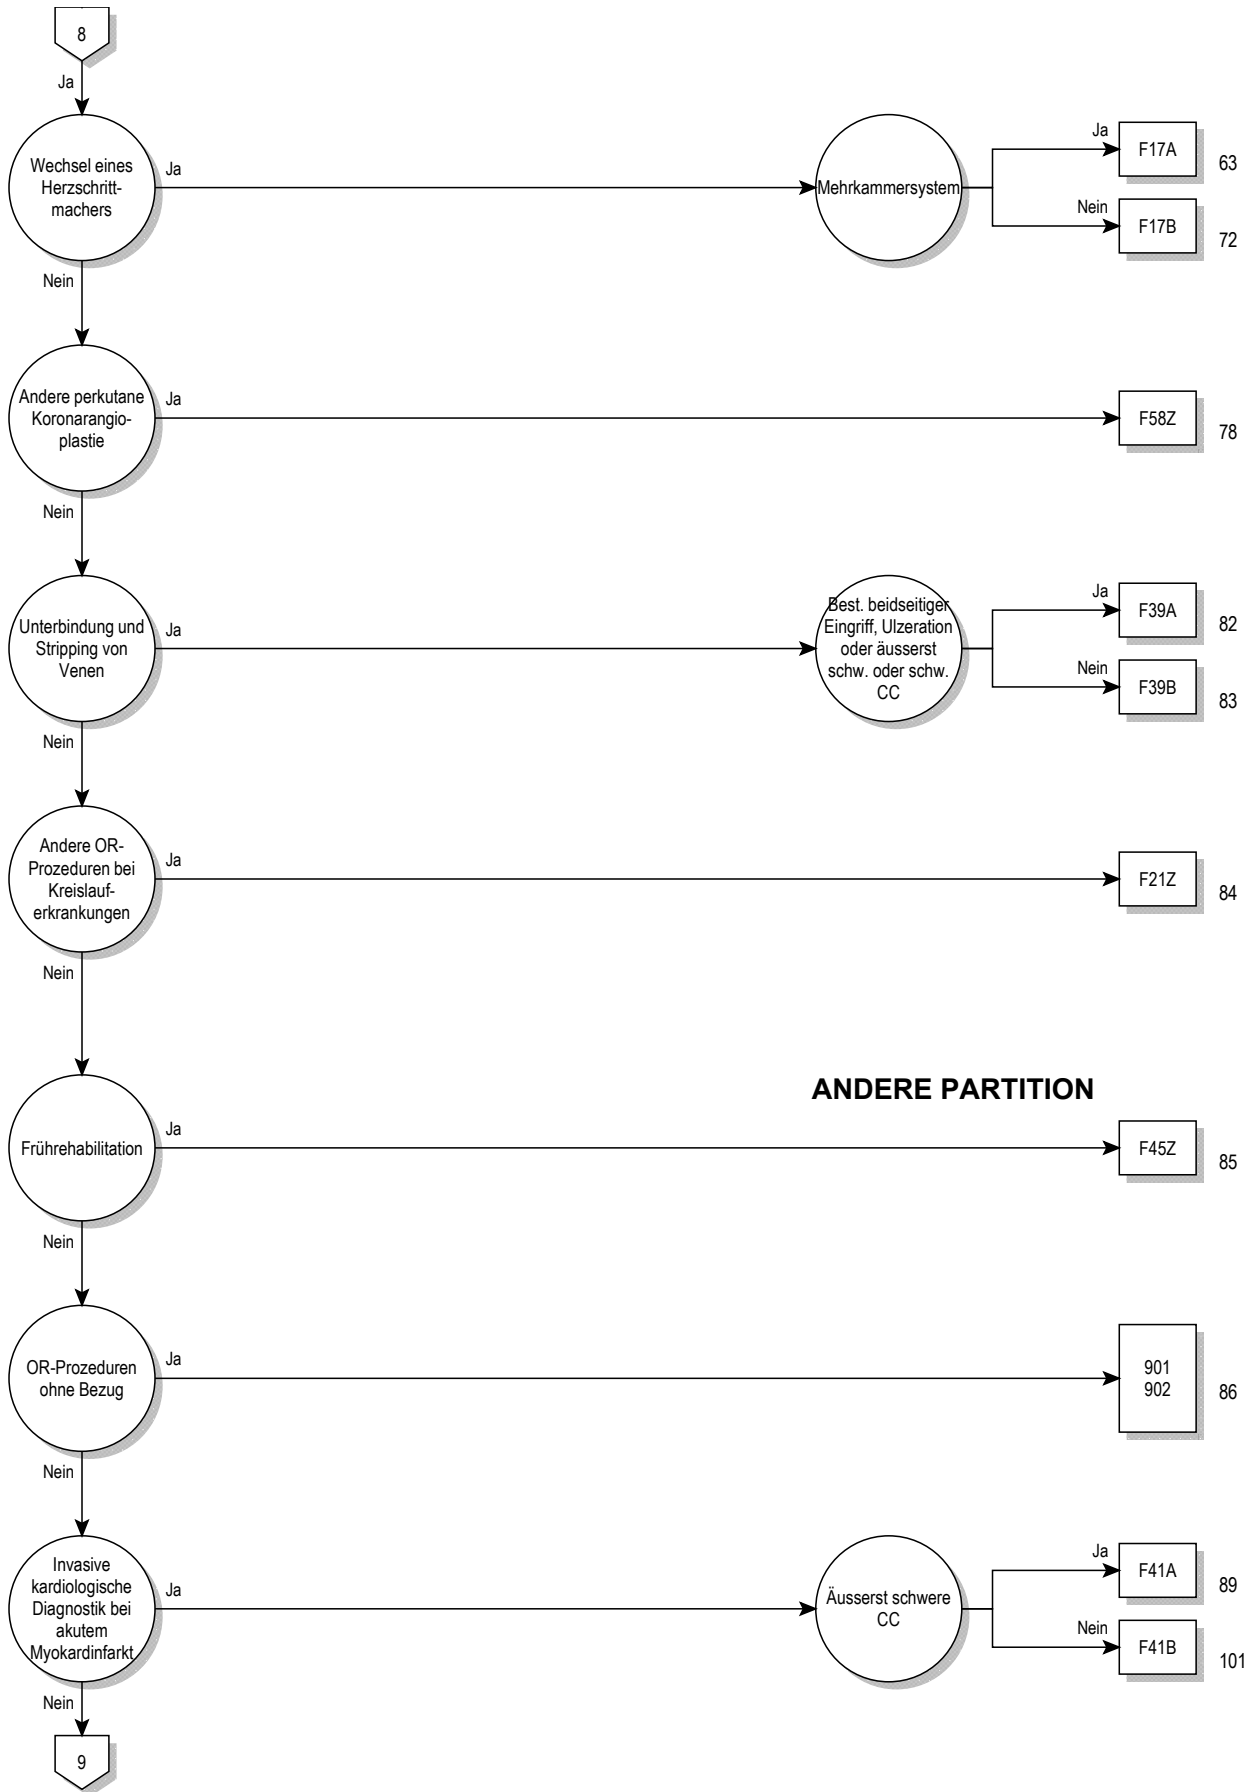 8
Ja
Wechsel eines
Herzschritt-
machers
Ja
Mehrkammersystem
Ja
F17A
63
Nein
F17B
72
Nein
Andere perkutane
Koronarangio-
plastie
Ja
F58Z
78
Nein
Unterbindung und
Stripping von
Venen
Ja
Best. beidseitiger
Eingriff, Ulzeration
oder äusserst
schw. oder schw.
CC
Ja
F39A
82
Nein
F39B
83
Nein
Andere OR-
Prozeduren bei
Kreislauf-
erkrankungen
Ja
F21Z
84
Nein
ANDERE PARTITION
Frührehabilitation
Ja
F45Z
85
Nein
OR-Prozeduren
ohne Bezug
Ja
901
902
86
Nein
Invasive
kardiologische
Diagnostik bei
akutem
Myokardinfarkt
Ja
Äusserst schwere
CC
Ja
F41A
89
Nein
F41B
101
Nein
9